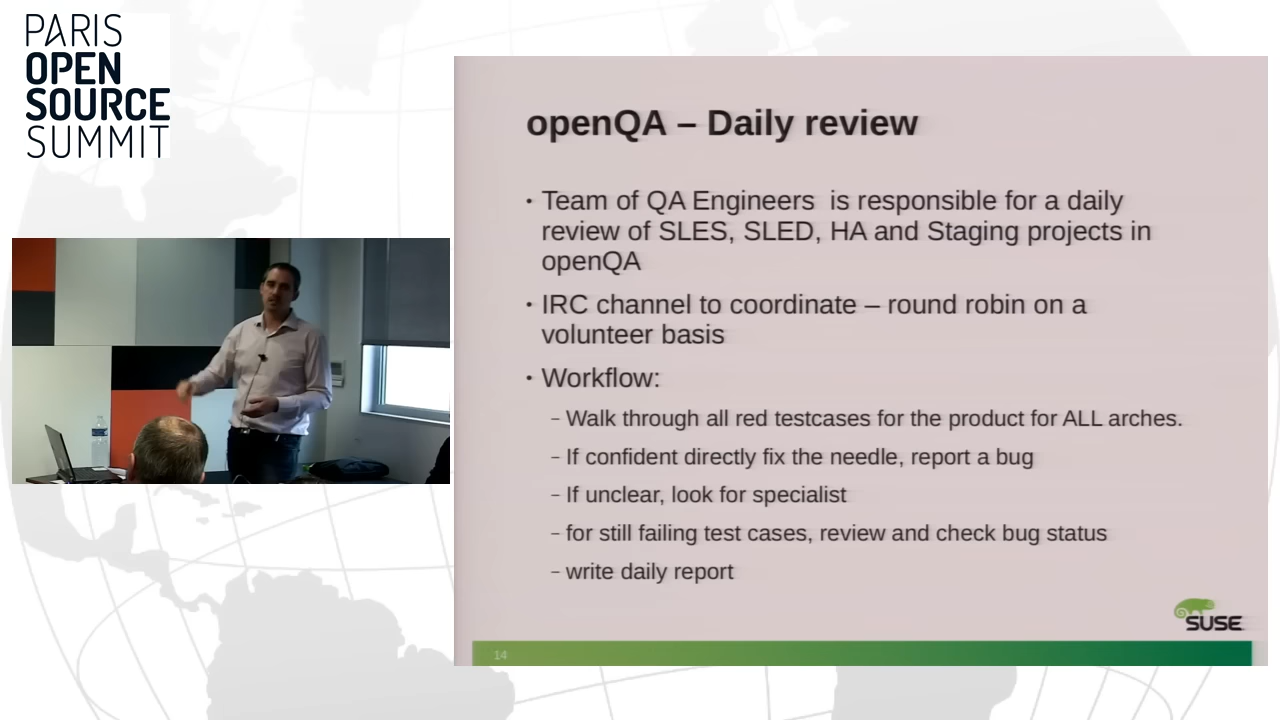 PARIS
OPEN
SOURCE
SUMMIT
openQA – Daily review
• Team of QA Engineers is responsible for a daily
review of SLES, SLED, HA and Staging projects in
openQA
• IRC channel to coordinate – round robin on a
volunteer basis
• Workflow:
– Walk through all red testcases for the product for ALL arches.
– If confident directly fix the needle, report a bug
– If unclear, look for specialist
– for still failing test cases, review and check bug status
– write daily report
SUSE
14